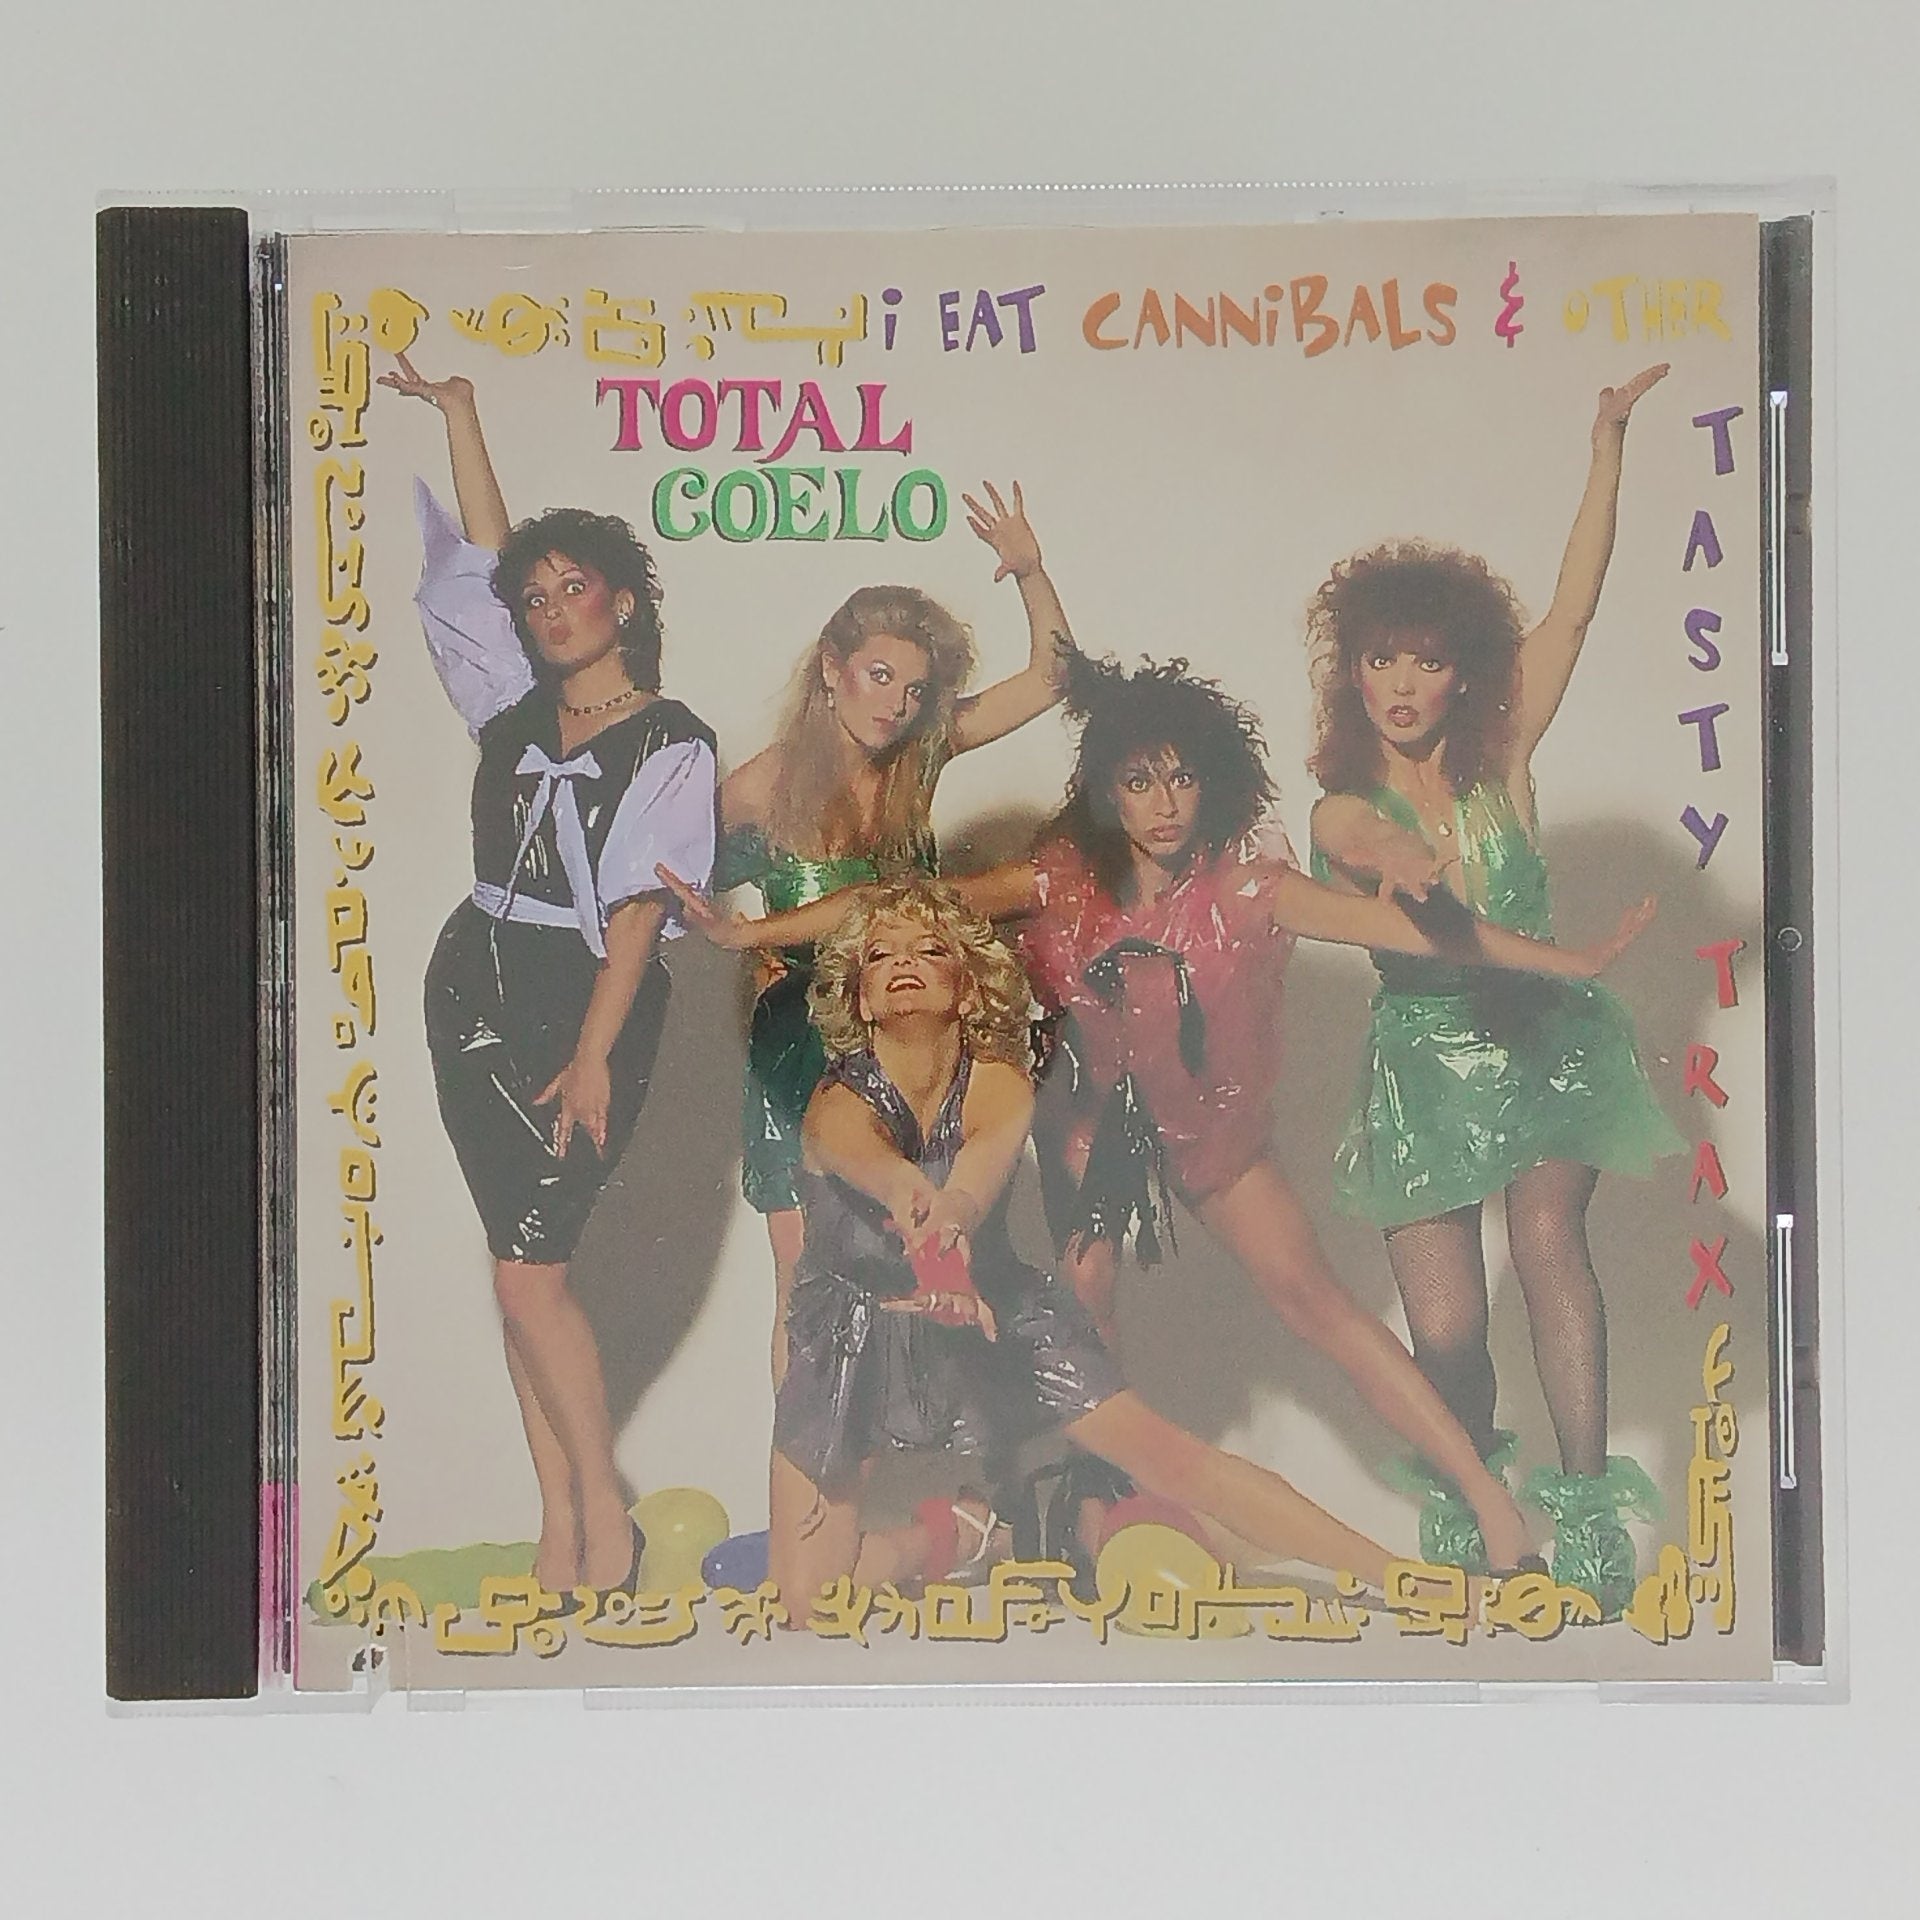 i EAT CANNiBALS & OTHER
TOTAL
COELO
TASTY TRAX